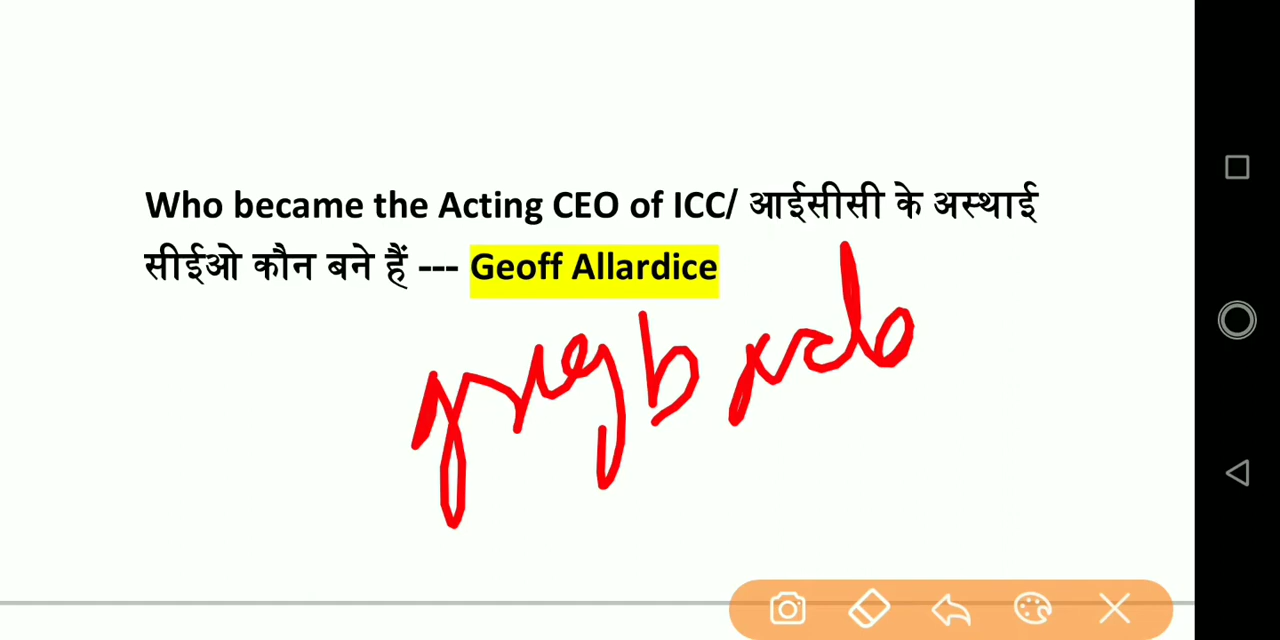 Who became the Acting CEO of ICC/ आईसीसी के अस्थाई
सीईओ कौन बने हैं --- Geoff Allardice